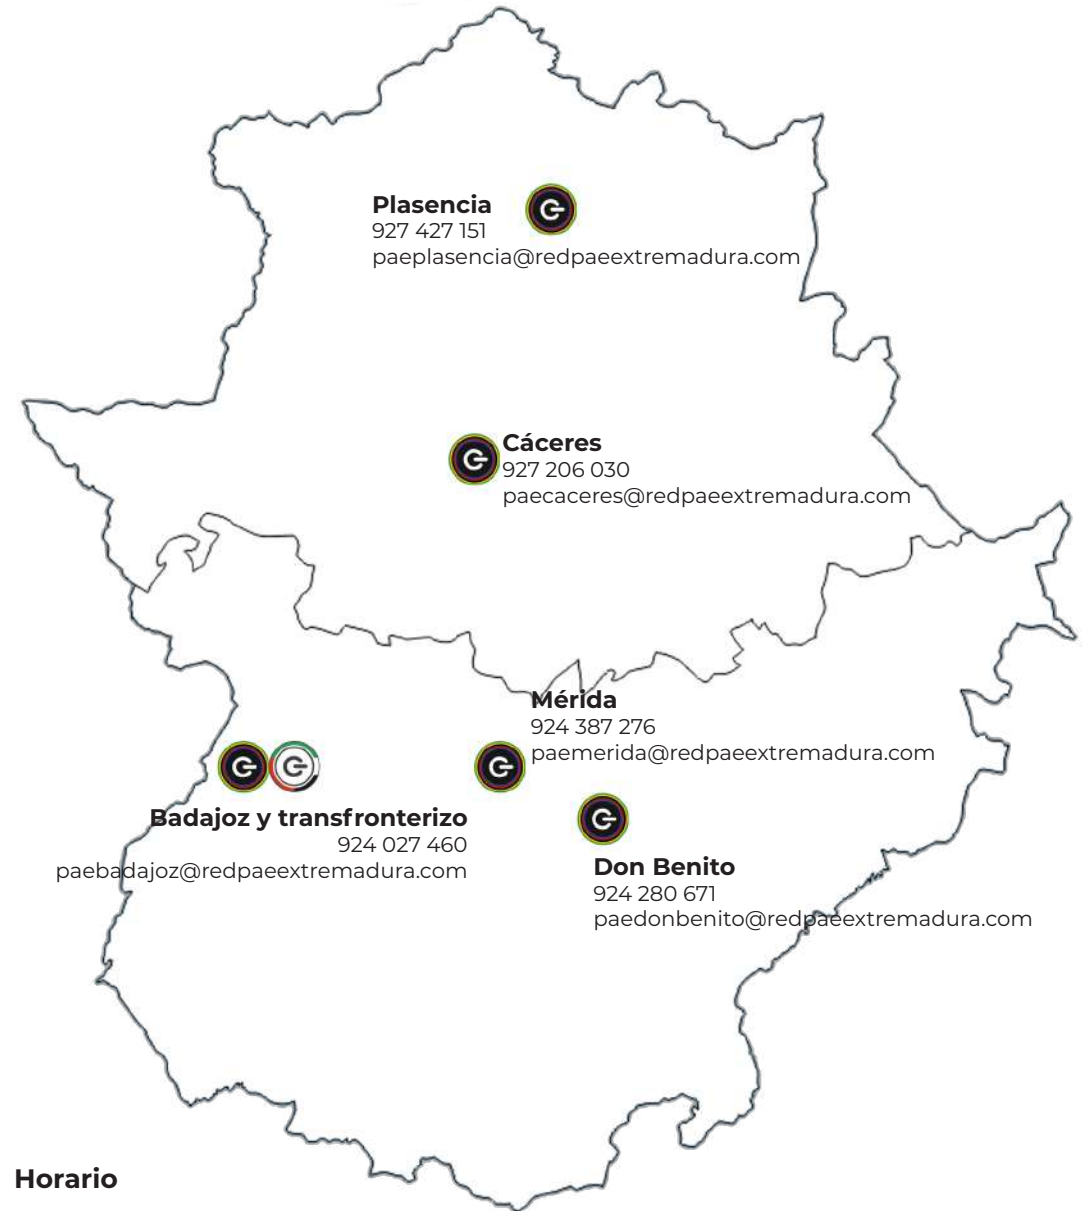 Plasencia
927 427 151
paeplasencia@redpaeextremadura.com
Cáceres
927 206 030
paecaceres@redpaeextremadura.com
Mérida
924 387 276
paemerida@redpaeextremadura.com
Badajoz y transfronterizo
924 027 460
paebadajoz@redpaeextremadura.com
Don Benito
924 280 671
paedonbenito@redpaeextremadura.com
Horario